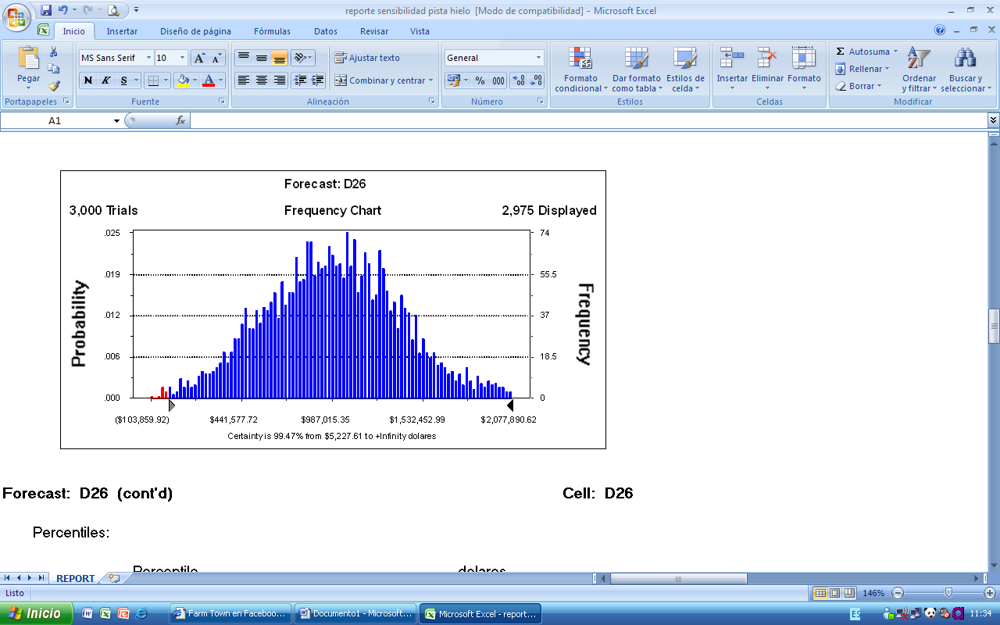 reporte sensibilidad pista hielo [Modo de compatibilidad] - Microsoft Excel
Inicio Insertar Diseño de página Fórmulas Datos Revisar Vista
Pegar
Portapapeles
MS Sans Serif 10
N K S
Fuente
Ajustar texto
Combinar y centrar
Alineación
General
% 000
Número
Formato condicional
Dar formato como tabla
Estilos de celda
Estilos
Insertar Eliminar Formato
Celdas
Autosuma
Rellenar
Borrar
Ordenar y filtrar
Buscar y seleccionar
Modificar
A1 fx
Forecast: D26
3,000 Trials Frequency Chart 2,975 Displayed
Probability
.025
.019
.012
.006
.000
74
55.5
37
18.5
0
Frequency
($103,859.92) $441,577.72 $987,015.35 $1,532,452.99 $2,077,890.62
Certainty is 99.47% from $5,227.61 to +Infinity dolares
Forecast: D26 (cont'd) Cell: D26
Percentiles:
Percentile dolares
REPORT
Listo 146%
Inicio Farm Town en Faceboo... Documento1 - Microsoft... Microsoft Excel - report... ES 11:34